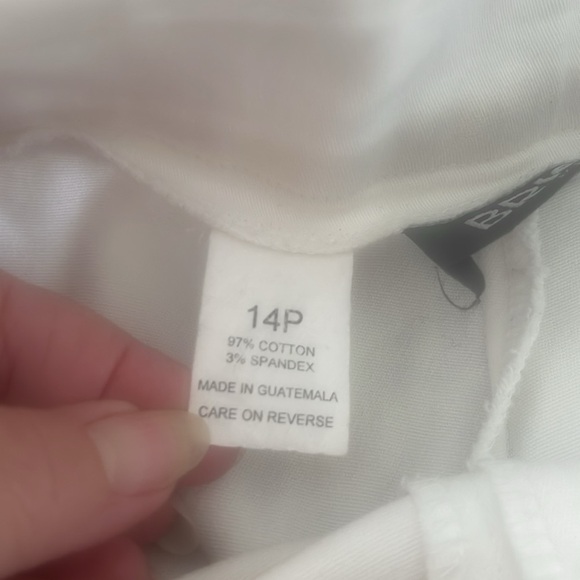 14P
97% COTTON
3% SPANDEX
MADE IN GUATEMALA
CARE ON REVERSE